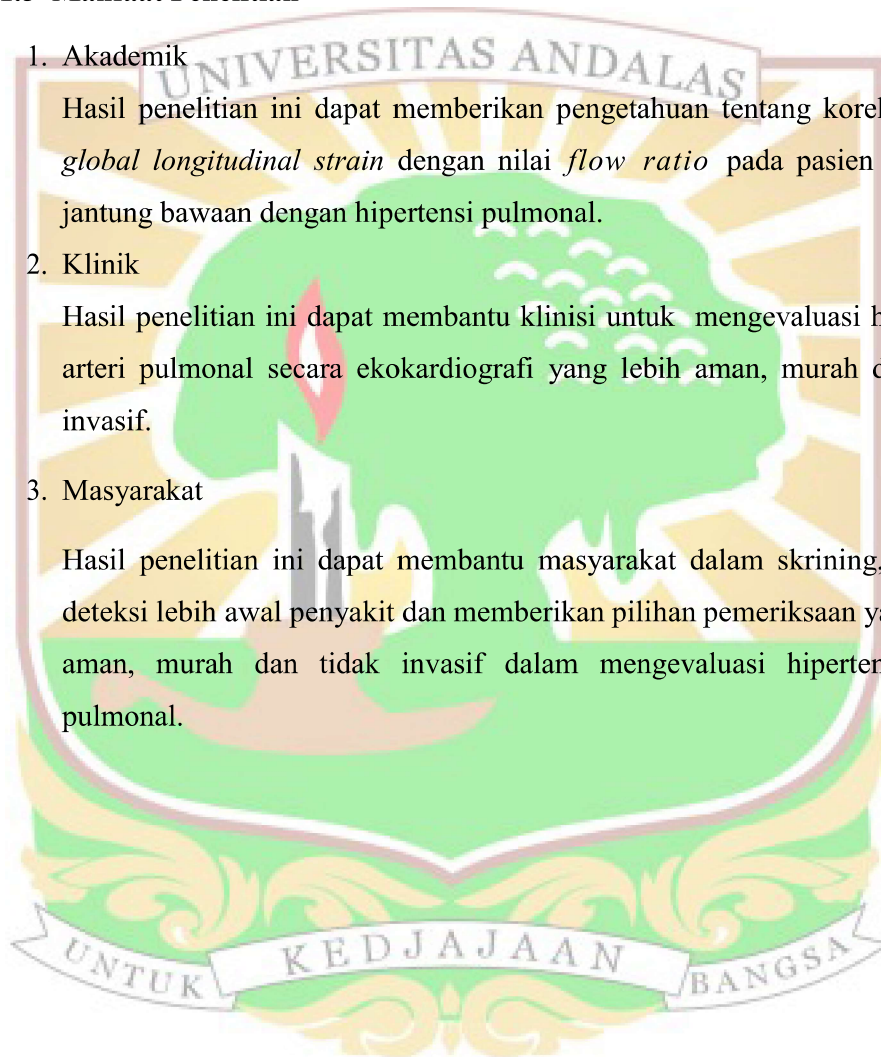 UNIVERSITAS ANDALAS
1. Akademik
Hasil penelitian ini dapat memberikan pengetahuan tentang
global longitudinal strain dengan nilai flow ratio pada pasien
jantung bawaan dengan hipertensi pulmonal.
2. Klinik
Hasil penelitian ini dapat membantu klinisi untuk mengevaluasi
arteri pulmonal secara ekokardiografi yang lebih aman, murah
invasif.
3. Masyarakat
Hasil penelitian ini dapat membantu masyarakat dalam skrining,
deteksi lebih awal penyakit dan memberikan pilihan pemeriksaan
aman, murah dan tidak invasif dalam mengevaluasi
pulmonal.
UNTUK KEDJAJAAN BANGSA